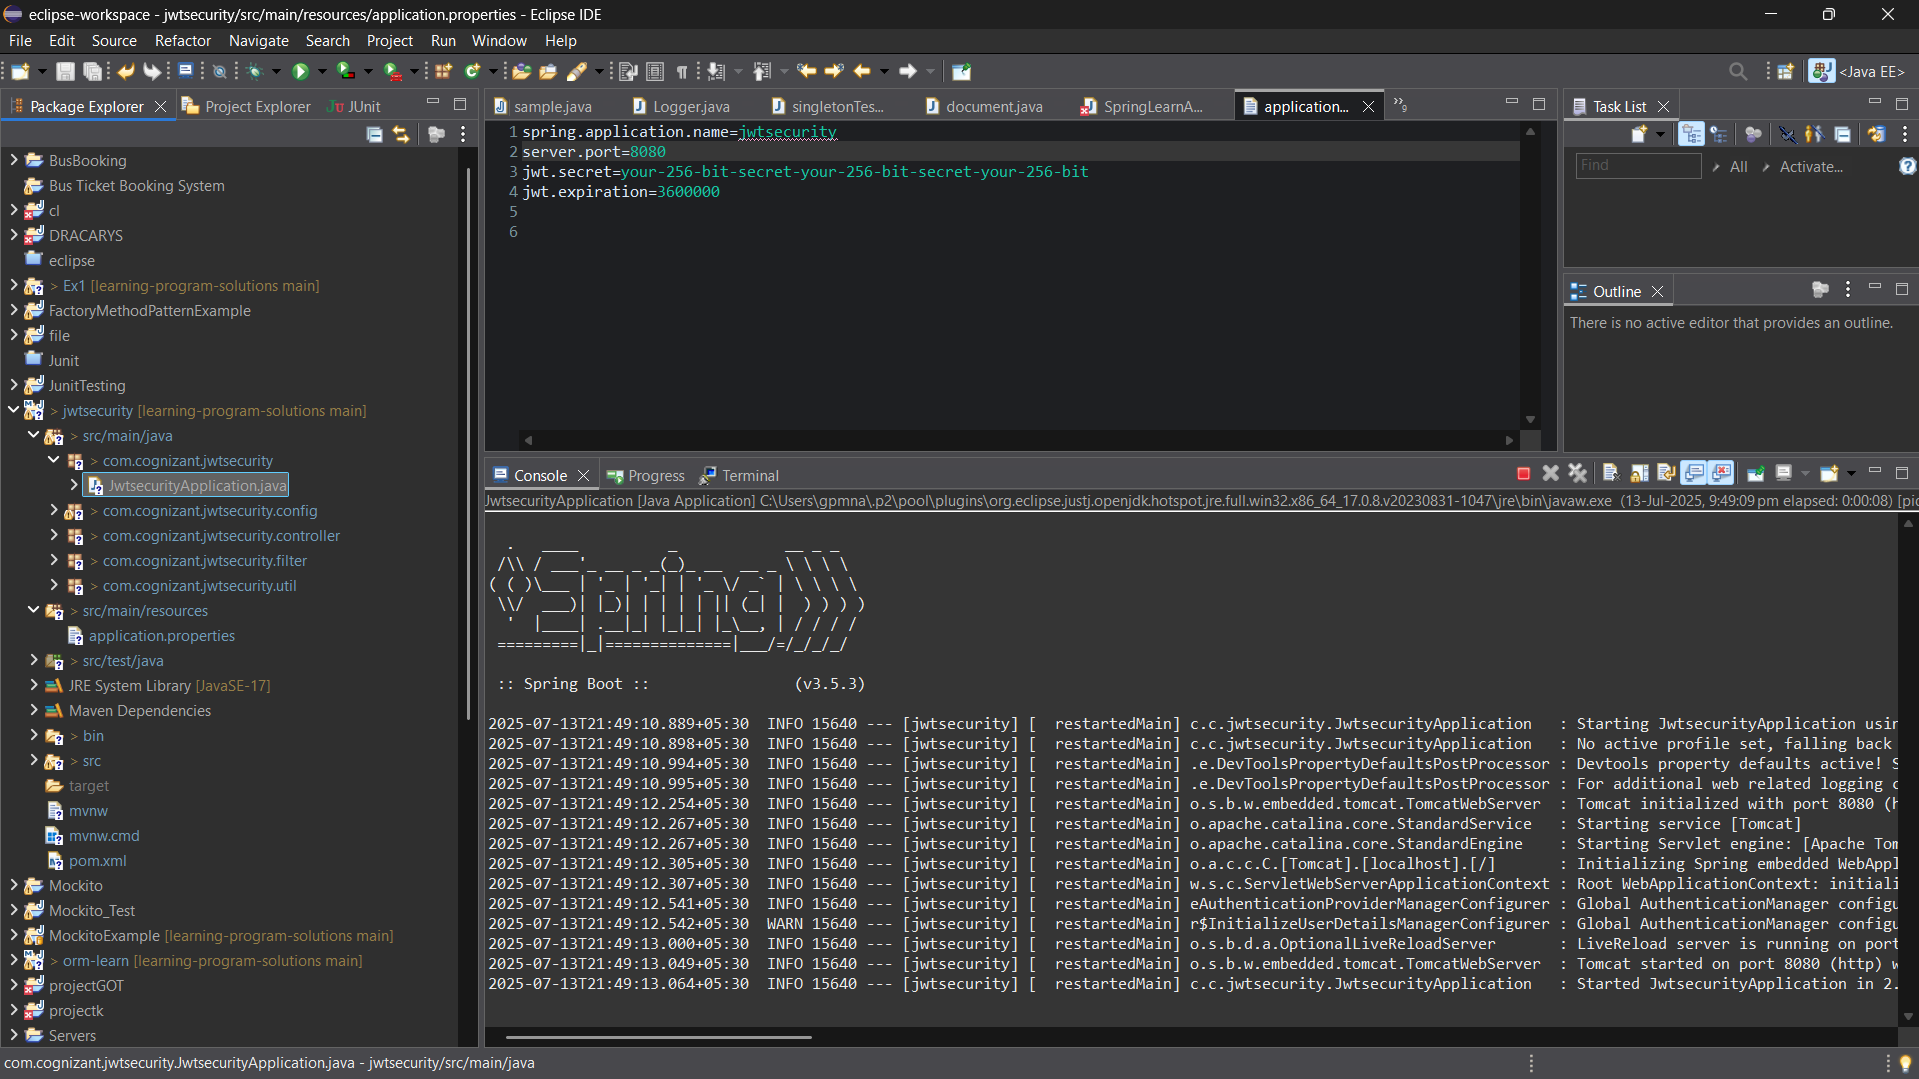 eclipse-workspace - jwtsecurity/src/main/resources/application.properties - Eclipse IDE
File Edit Source Refactor Navigate Search Project Run Window Help
<Java EE>
Package Explorer Project Explorer JUnit
BusBooking
Bus Ticket Booking System
cl
DRACARYS
eclipse
> Ex1 [learning-program-solutions main]
FactoryMethodPatternExample
file
Junit
JunitTesting
> jwtsecurity [learning-program-solutions main]
> src/main/java
> com.cognizant.jwtsecurity
JwtsecurityApplication.java
> com.cognizant.jwtsecurity.config
> com.cognizant.jwtsecurity.controller
> com.cognizant.jwtsecurity.filter
> com.cognizant.jwtsecurity.util
> src/main/resources
application.properties
> src/test/java
JRE System Library [JavaSE-17]
Maven Dependencies
> bin
> src
target
mvnw
mvnw.cmd
pom.xml
Mockito
Mockito_Test
MockitoExample [learning-program-solutions main]
> orm-learn [learning-program-solutions main]
projectGOT
projectk
Servers
sample.java Logger.java singletonTes... document.java SpringLearnA... application... »9
1 spring.application.name=jwtsecurity
2 server.port=8080
3 jwt.secret=your-256-bit-secret-your-256-bit-secret-your-256-bit
4 jwt.expiration=3600000
5
6
Task List
Find All Activate...
Outline
There is no active editor that provides an outline.
Console Progress Terminal
JwtsecurityApplication [Java Application] C:\Users\gpmna\.p2\pool\plugins\org.eclipse.justj.openjdk.hotspot.jre.full.win32.x86_64_17.0.8.v20230831-1047\jre\bin\javaw.exe (13-Jul-2025, 9:49:09 pm elapsed: 0:00:08) [pic
  .   ____          _            __ _ _
 /\\ / ___'_ __ _ _(_)_ __  __ _ \ \ \ \
( ( )\___ | '_ | '_| | '_ \/ _` | \ \ \ \
 \\/  ___)| |_)| | | | | || (_| |  ) ) ) )
  '  |____| .__|_| |_|_| |_\__, | / / / /
 =========|_|==============|___/=/_/_/_/
:: Spring Boot :: (v3.5.3)
2025-07-13T21:49:10.889+05:30 INFO 15640 --- [jwtsecurity] [ restartedMain] c.c.jwtsecurity.JwtsecurityApplication : Starting JwtsecurityApplication usin
2025-07-13T21:49:10.898+05:30 INFO 15640 --- [jwtsecurity] [ restartedMain] c.c.jwtsecurity.JwtsecurityApplication : No active profile set, falling back
2025-07-13T21:49:10.994+05:30 INFO 15640 --- [jwtsecurity] [ restartedMain] .e.DevToolsPropertyDefaultsPostProcessor : Devtools property defaults active! S
2025-07-13T21:49:10.995+05:30 INFO 15640 --- [jwtsecurity] [ restartedMain] .e.DevToolsPropertyDefaultsPostProcessor : For additional web related logging c
2025-07-13T21:49:12.254+05:30 INFO 15640 --- [jwtsecurity] [ restartedMain] o.s.b.w.embedded.tomcat.TomcatWebServer : Tomcat initialized with port 8080 (h
2025-07-13T21:49:12.267+05:30 INFO 15640 --- [jwtsecurity] [ restartedMain] o.apache.catalina.core.StandardService : Starting service [Tomcat]
2025-07-13T21:49:12.267+05:30 INFO 15640 --- [jwtsecurity] [ restartedMain] o.apache.catalina.core.StandardEngine : Starting Servlet engine: [Apache Tom
2025-07-13T21:49:12.305+05:30 INFO 15640 --- [jwtsecurity] [ restartedMain] o.a.c.c.C.[Tomcat].[localhost].[/] : Initializing Spring embedded WebAppl
2025-07-13T21:49:12.307+05:30 INFO 15640 --- [jwtsecurity] [ restartedMain] w.s.c.ServletWebServerApplicationContext : Root WebApplicationContext: initiali
2025-07-13T21:49:12.541+05:30 INFO 15640 --- [jwtsecurity] [ restartedMain] eAuthenticationProviderManagerConfigurer : Global AuthenticationManager configu
2025-07-13T21:49:12.542+05:30 WARN 15640 --- [jwtsecurity] [ restartedMain] r$InitializeUserDetailsManagerConfigurer : Global AuthenticationManager configu
2025-07-13T21:49:13.000+05:30 INFO 15640 --- [jwtsecurity] [ restartedMain] o.s.b.d.a.OptionalLiveReloadServer : LiveReload server is running on port
2025-07-13T21:49:13.049+05:30 INFO 15640 --- [jwtsecurity] [ restartedMain] o.s.b.w.embedded.tomcat.TomcatWebServer : Tomcat started on port 8080 (http) w
2025-07-13T21:49:13.064+05:30 INFO 15640 --- [jwtsecurity] [ restartedMain] c.c.jwtsecurity.JwtsecurityApplication : Started JwtsecurityApplication in 2.
com.cognizant.jwtsecurity.JwtsecurityApplication.java - jwtsecurity/src/main/java